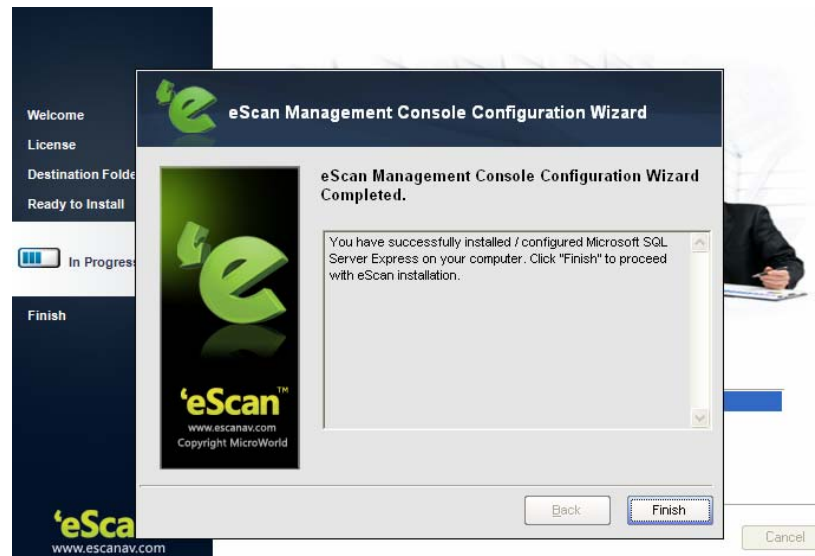 Welcome
License
Destination Folde
Ready to Install
In Progres
Finish
eScan
www.escanav.com
eScan Management Console Configuration Wizard
eScan Management Console Configuration Wizard
Completed.
You have successfully installed / configured Microsoft SQL
Server Express on your computer. Click "Finish" to proceed
with eScan installation.
eScan™
www.escanav.com
Copyright MicroWorld
Back
Finish
Cancel